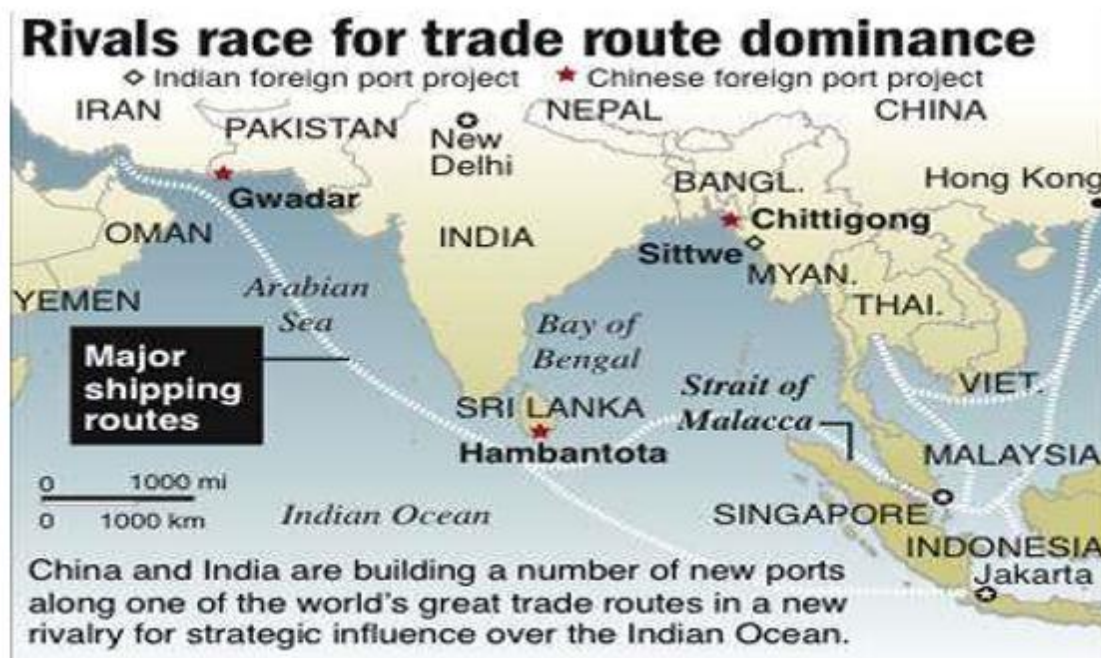 Rivals race for trade route dominance
Indian foreign port project Chinese foreign port project
IRAN
PAKISTAN
New
Delhi
NEPAL
CHINA
Gwadar
BANGL.
Hong Kong
OMAN
INDIA
Chittigong
Sittwe
MYAN.
YEMEN
Arabian
Sea
THAI.
Bay of
Bengal
Major
shipping
routes
Strait of
Malacca
VIET.
SRI LANKA
Hambantota
MALAYSIA
0 1000 mi
0 1000 km
Indian Ocean
SINGAPORE
INDONESIA
Jakarta
China and India are building a number of new ports
along one of the world's great trade routes in a new
rivalry for strategic influence over the Indian Ocean.